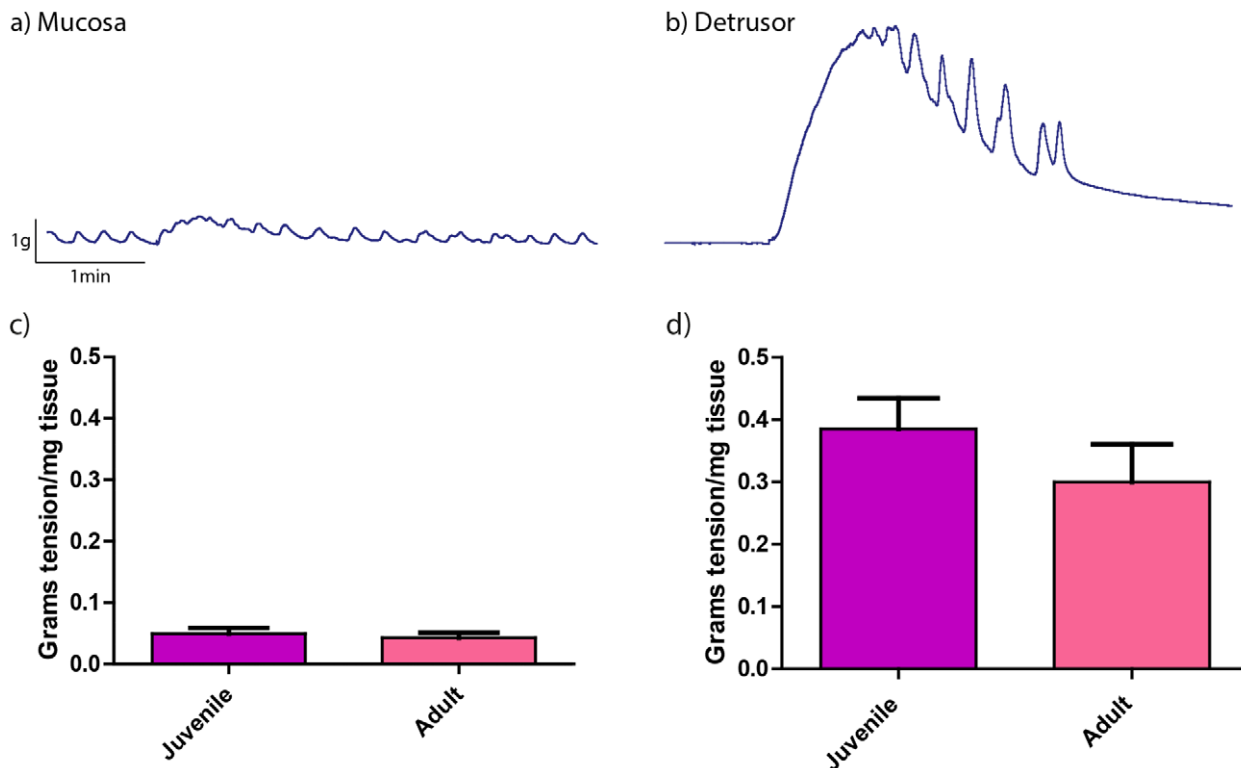 a) Mucosa
b) Detrusor
1g
1min
c)
Grams tension/mg tissue
0.5
0.4
0.3
0.2
0.1
0.0
Juvenile
Adult
d)
Grams tension/mg tissue
0.5
0.4
0.3
0.2
0.1
0.0
Juvenile
Adult